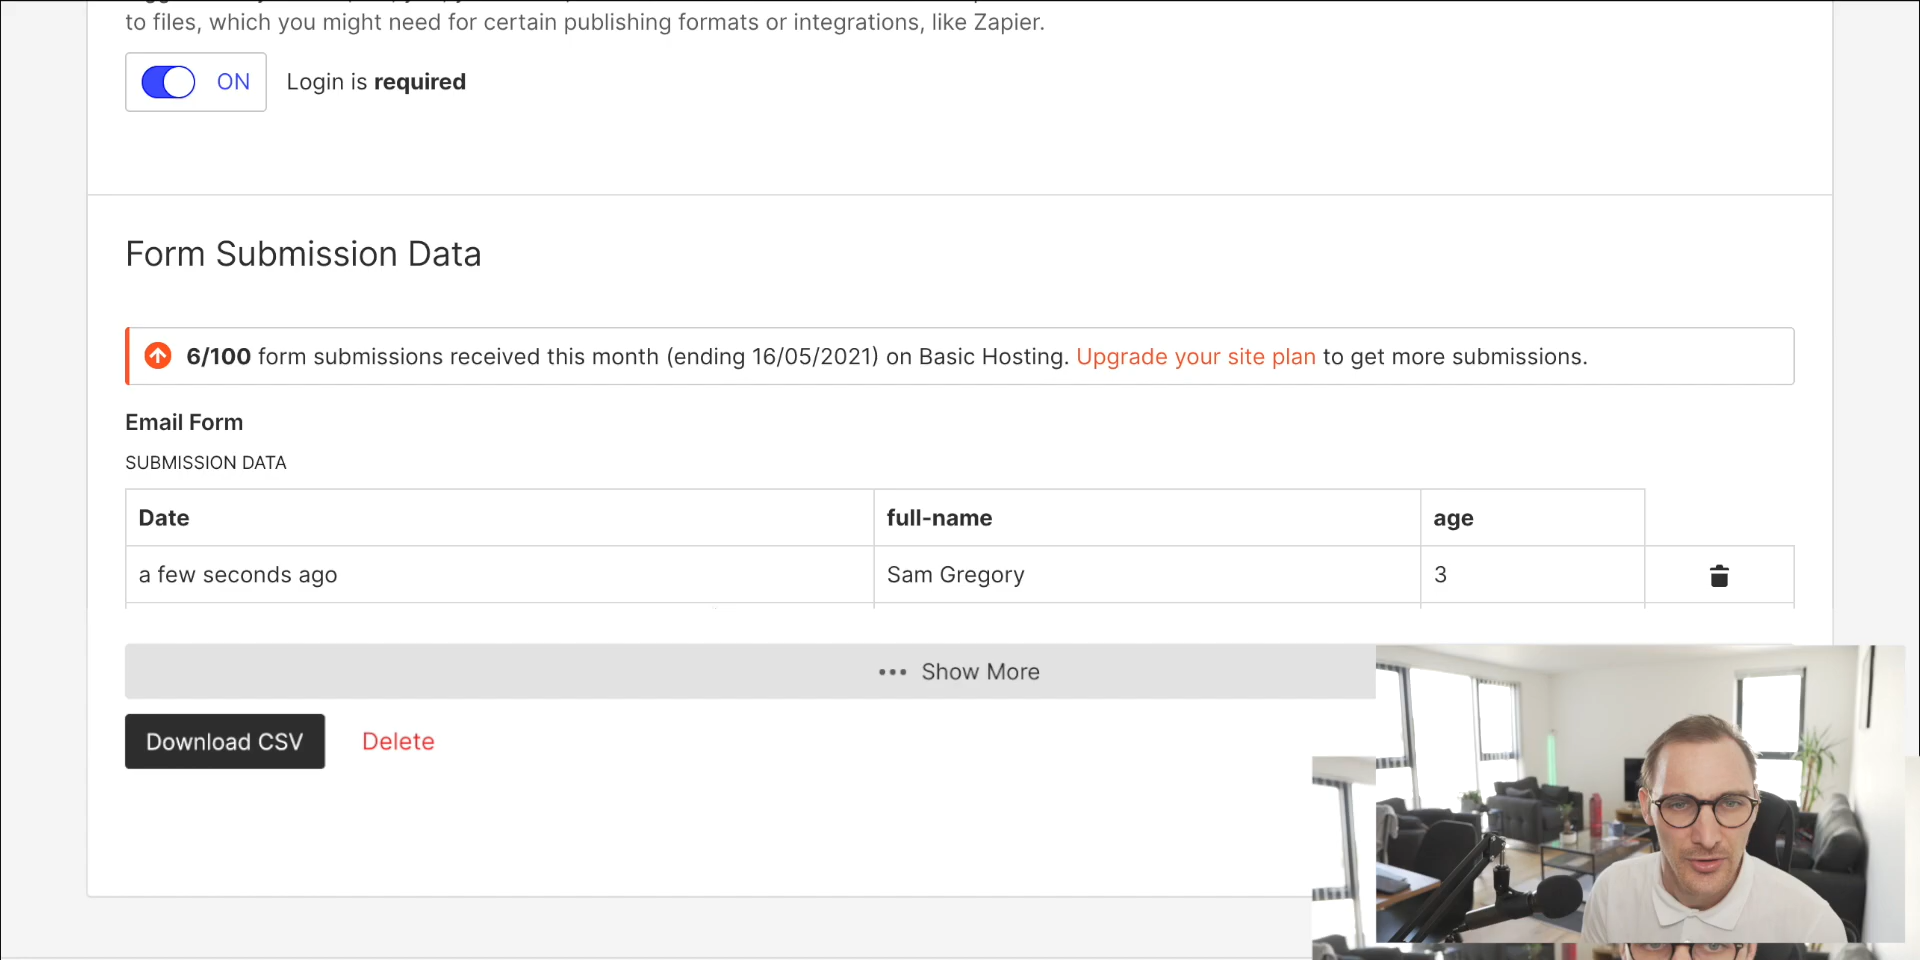 to files, which you might need for certain publishing formats or integrations, like Zapier.
ON Login is required
Form Submission Data
6/100 form submissions received this month (ending 16/05/2021) on Basic Hosting. Upgrade your site plan to get more submissions.
Email Form
SUBMISSION DATA
Date full-name age
a few seconds ago Sam Gregory 3
••• Show More
Download CSV Delete